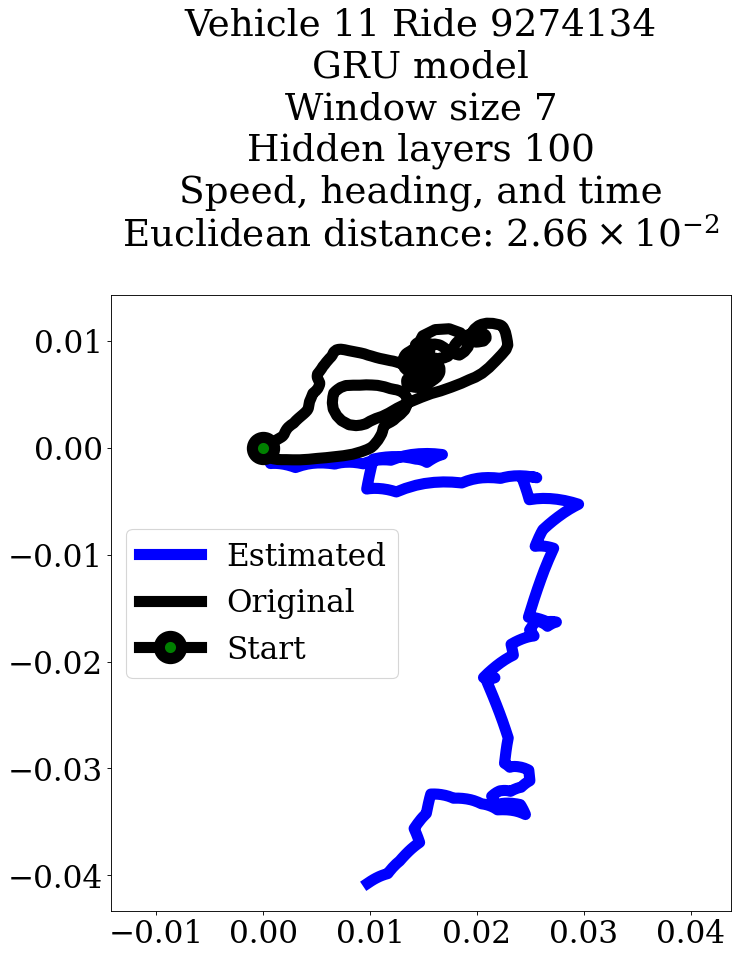 Vehicle 11 Ride 9274134
GRU model
Window size 7
Hidden layers 100
Speed, heading, and time
Euclidean distance: 2.66 × 10⁻²
0.01
0.00
−0.01
−0.02
−0.03
−0.04
Estimated
Original
Start
−0.01 0.00 0.01 0.02 0.03 0.04